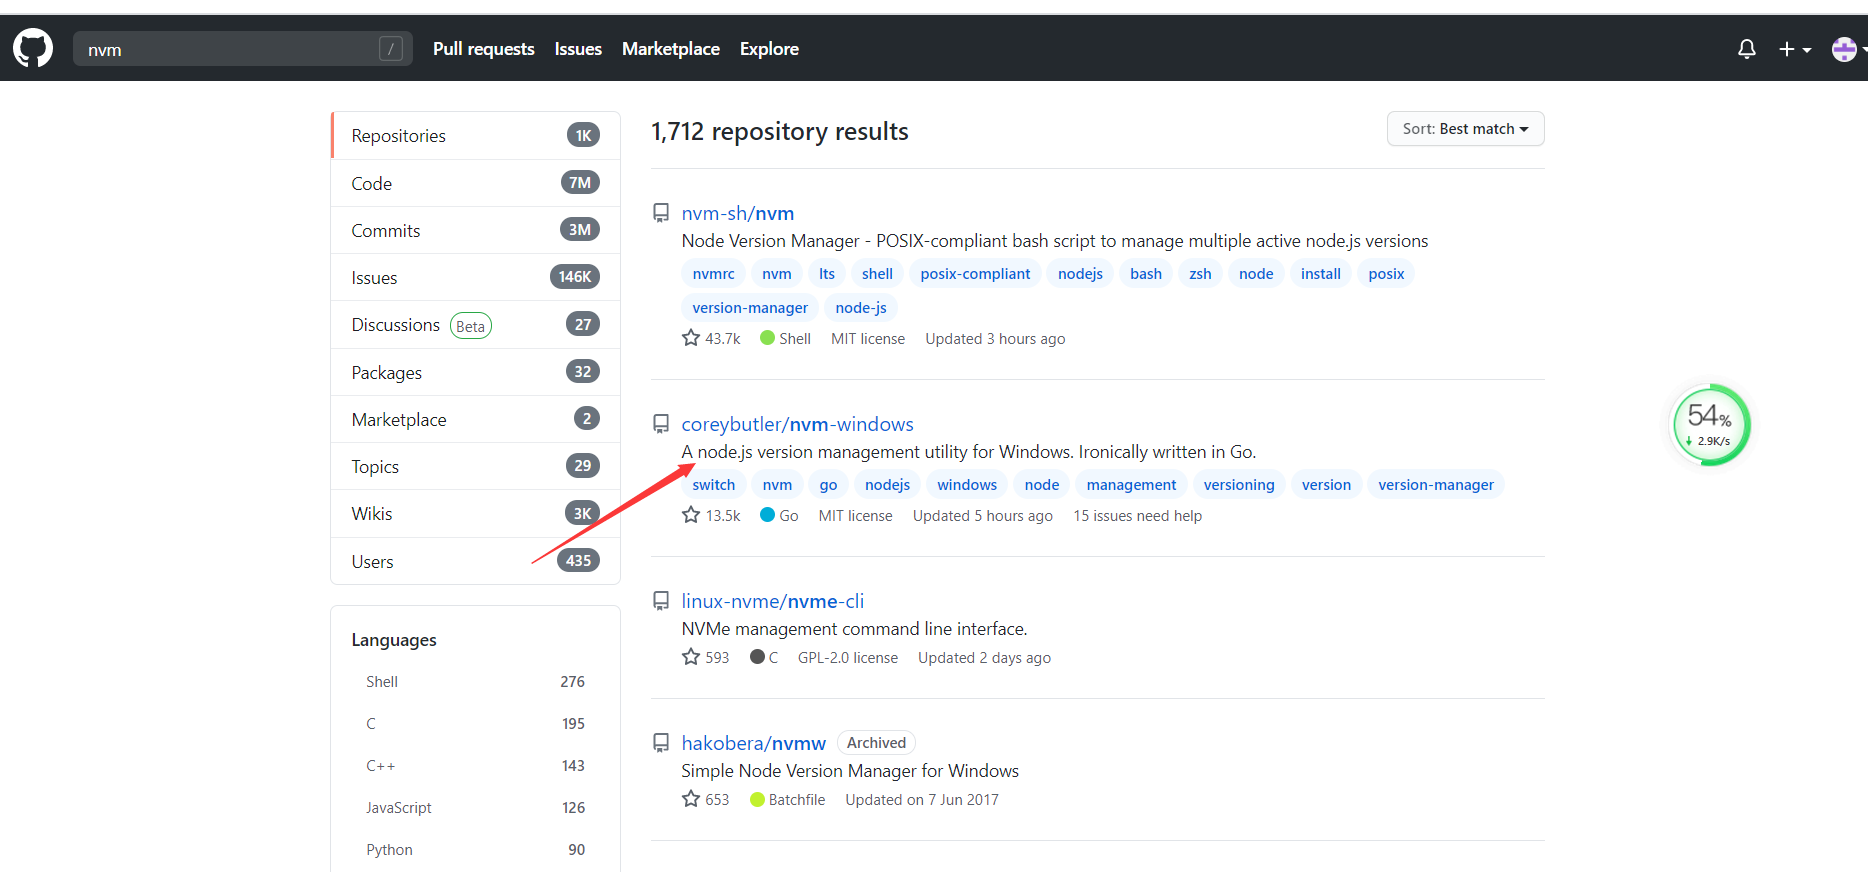 nvm /
Pull requests Issues Marketplace Explore
Repositories 1K
Code 7M
Commits 3M
Issues 146K
Discussions Beta 27
Packages 32
Marketplace 2
Topics 29
Wikis 3K
Users 435
Languages
Shell 276
C 195
C++ 143
JavaScript 126
Python 90
1,712 repository results
Sort: Best match
nvm-sh/nvm
Node Version Manager - POSIX-compliant bash script to manage multiple active node.js versions
nvmrc nvm lts shell posix-compliant nodejs bash zsh node install posix
version-manager node-js
43.7k Shell MIT license Updated 3 hours ago
coreybutler/nvm-windows
A node.js version management utility for Windows. Ironically written in Go.
switch nvm go nodejs windows node management versioning version version-manager
13.5k Go MIT license Updated 5 hours ago 15 issues need help
linux-nvme/nvme-cli
NVMe management command line interface.
593 C GPL-2.0 license Updated 2 days ago
hakobera/nvmw Archived
Simple Node Version Manager for Windows
653 Batchfile Updated on 7 Jun 2017
54%
2.9K/s